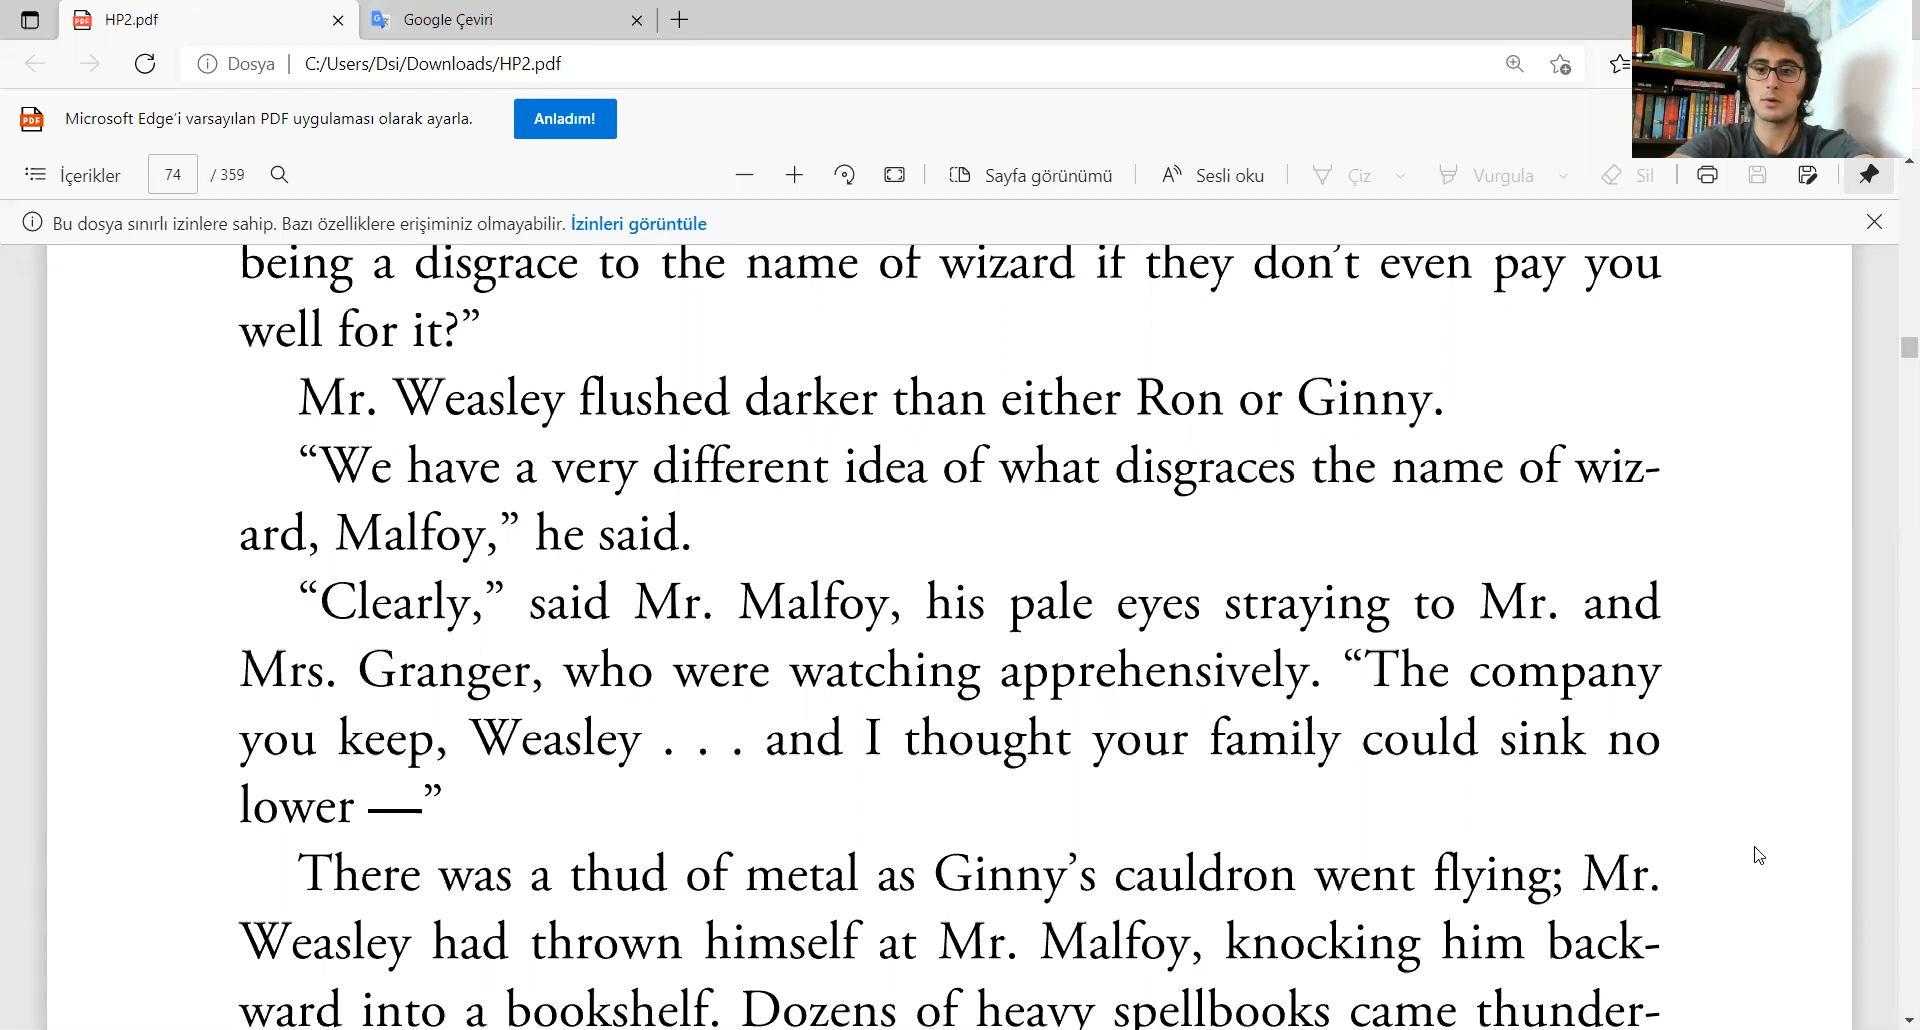 HP2.pdf
Google Çeviri
Dosya | C:/Users/Dsi/Downloads/HP2.pdf
PDF Microsoft Edge'i varsayılan PDF uygulaması olarak ayarla. Anladım!
İçerikler 74 / 359 Sayfa görünümü Sesli oku Çiz Vurgula Sil
Bu dosya sınırlı izinlere sahip. Bazı özelliklere erişiminiz olmayabilir. İzinleri görüntüle
being a disgrace to the name of wizard if they don't even pay you
well for it?”
Mr. Weasley flushed darker than either Ron or Ginny.
“We have a very different idea of what disgraces the name of wiz-
ard, Malfoy,” he said.
“Clearly,” said Mr. Malfoy, his pale eyes straying to Mr. and
Mrs. Granger, who were watching apprehensively. “The company
you keep, Weasley . . . and I thought your family could sink no
lower —”
There was a thud of metal as Ginny’s cauldron went flying; Mr.
Weasley had thrown himself at Mr. Malfoy, knocking him back-
ward into a bookshelf. Dozens of heavy spellbooks came thunder-